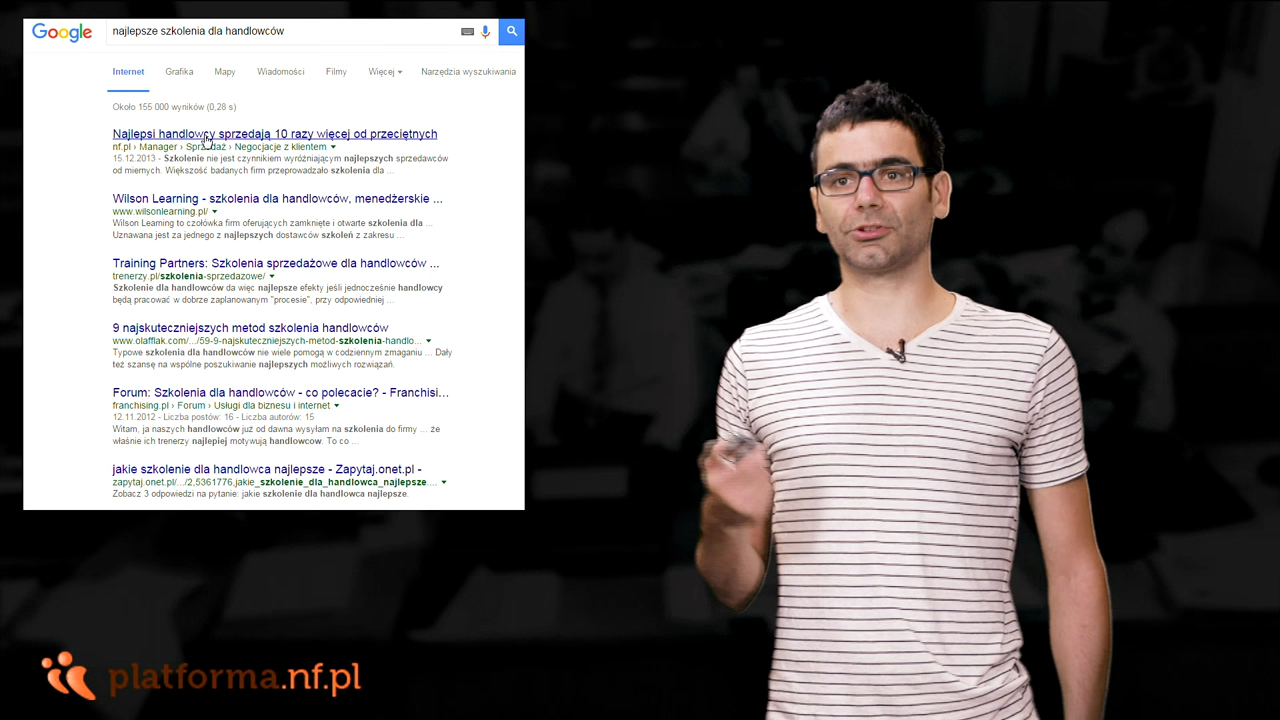 Google
najlepsze szkolenia dla handlowców
Internet Grafika Mapy Wiadomości Filmy Więcej Narzędzia wyszukiwania
Około 155 000 wyników (0,28 s)
Najlepsi handlowcy sprzedają 10 razy więcej od przeciętnych
nf.pl › Manager › Sprzedaż › Negocjacje z klientem
15.12.2013 - Szkolenie nie jest czynnikiem wyróżniającym najlepszych sprzedawców
od miernych. Większość badanych firm przeprowadzało szkolenia dla ...
Wilson Learning - szkolenia dla handlowców, menedżerskie ...
www.wilsonlearning.pl/
Wilson Learning to czołówka firm oferujących zamknięte i otwarte szkolenia dla ...
Uznawana jest za jednego z najlepszych dostawców szkoleń z zakresu ...
Training Partners: Szkolenia sprzedażowe dla handlowców ...
trenerzy.pl/szkolenia-sprzedazowe/
Szkolenie dla handlowców da więc najlepsze efekty jeśli jednocześnie handlowcy
będą pracować w dobrze zaplanowanym "procesie", przy odpowiedniej ...
9 najskuteczniejszych metod szkolenia handlowców
www.olafflak.com/.../59-9-najskuteczniejszych-metod-szkolenia-handlo...
Typowe szkolenia dla handlowców nie wiele pomogą w codziennym zmaganiu ... Dały
też szansę na wspólne poszukiwanie najlepszych możliwych rozwiązań.
Forum: Szkolenia dla handlowców - co polecacie? - Franchisi...
franchising.pl › Forum › Usługi dla biznesu i internet
12.11.2012 - Liczba postów: 16 - Liczba autorów: 15
Witam, ja naszych handlowców już od dawna wysyłam na szkolenia do firmy ... że
właśnie ich trenerzy najlepiej motywują handlowcow. To co ...
jakie szkolenie dla handlowca najlepsze - Zapytaj.onet.pl -
zapytaj.onet.pl/.../2,5361776,jakie_szkolenie_dla_handlowca_najlepsze....
Zobacz 3 odpowiedzi na pytanie: jakie szkolenie dla handlowca najlepsze.
platforma.nf.pl